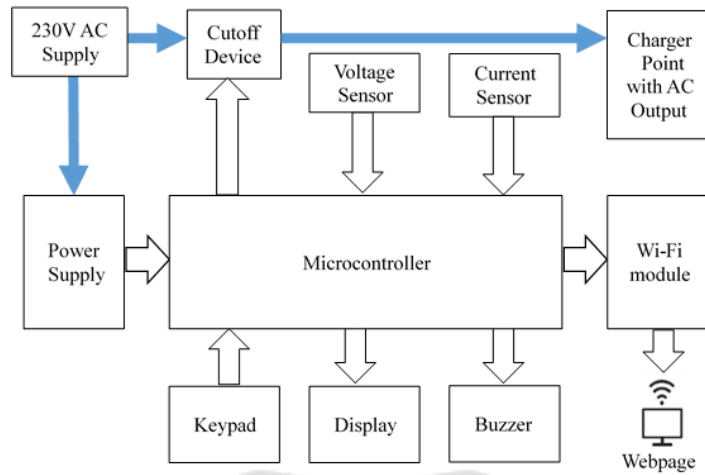 230V AC
Supply
Cutoff
Device
Voltage
Sensor
Current
Sensor
Charger
Point
with AC
Output
Power
Supply
Microcontroller
Wi-Fi
module
Keypad
Display
Buzzer
Webpage